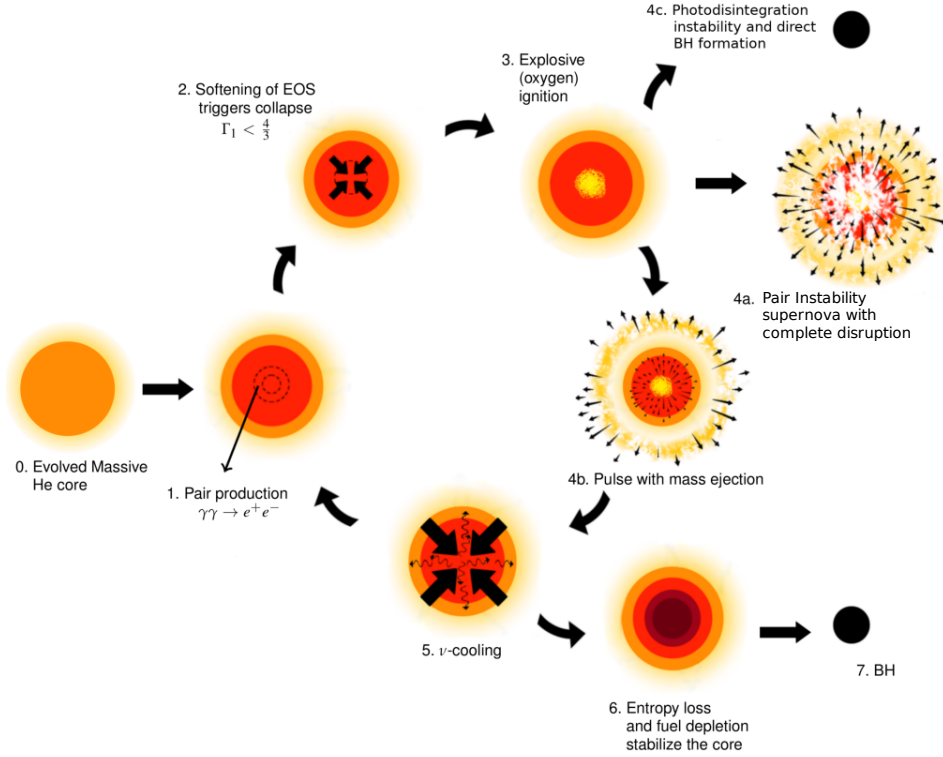 0. Evolved Massive
He core
1. Pair production
γγ → e⁺e⁻
2. Softening of EOS
triggers collapse
Γ₁ < 4/3
3. Explosive
(oxygen)
ignition
4c. Photodisintegration
instability and direct
BH formation
4a. Pair Instability
supernova with
complete disruption
4b. Pulse with mass ejection
5. ν-cooling
6. Entropy loss
and fuel depletion
stabilize the core
7. BH